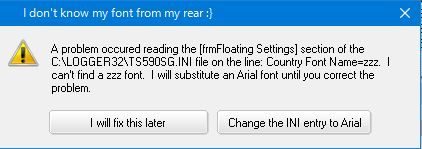 I don't know my font from my rear :}
A problem occured reading the [frmFloating Settings] section of the
C:\LOGGER32\TS590SG.INI file on the line: Country Font Name=zzz.  I
can't find a zzz font.  I will substitute an Arial font until you correct the
problem.
I will fix this later
Change the INI entry to Arial